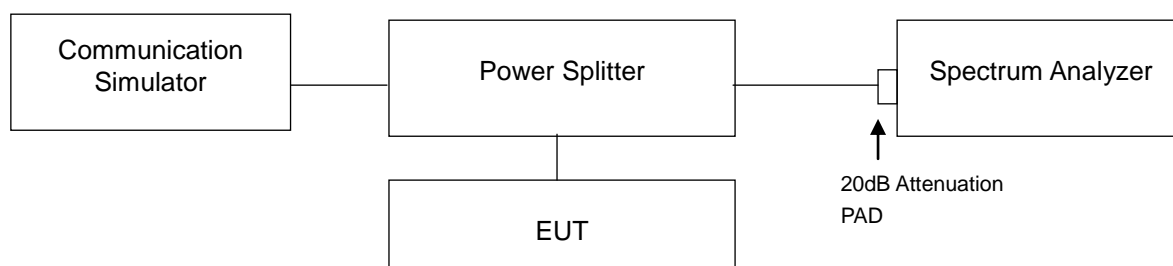 Communication
Simulator
Power Splitter
Spectrum Analyzer
20dB Attenuation
PAD
EUT